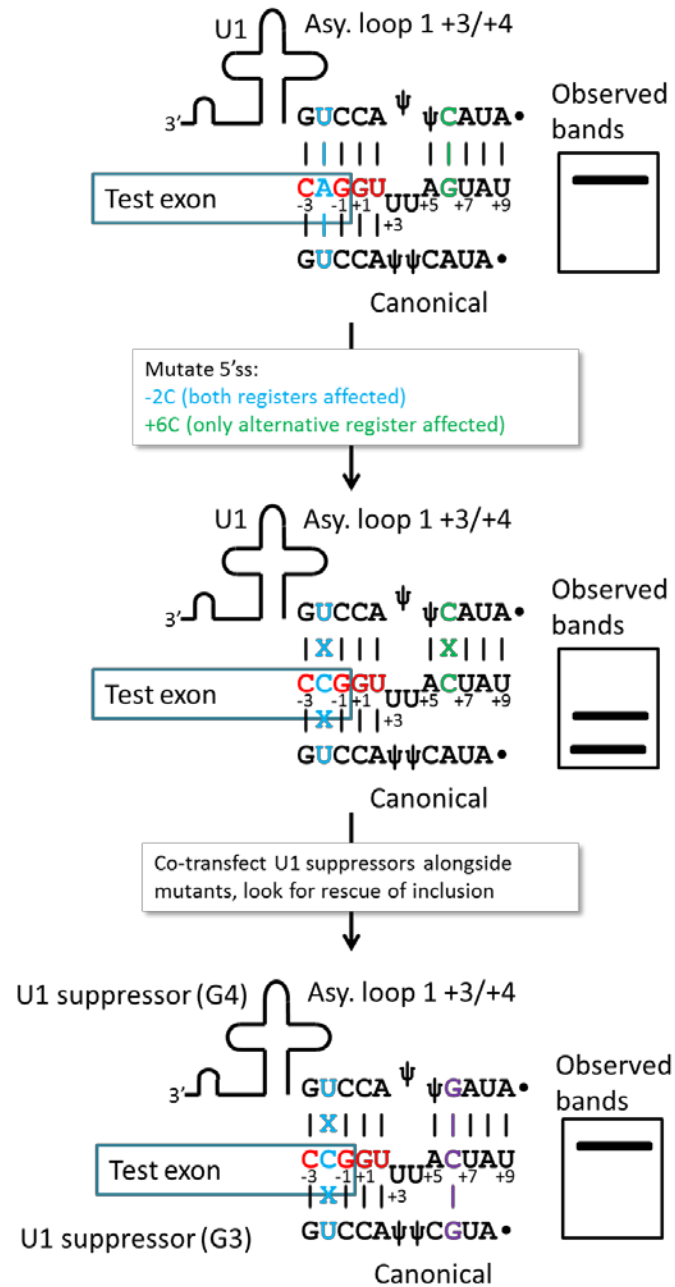 U1 Asy. loop 1 +3/+4
Observed
bands
3' GUCCA ψ ψCAUA•
| | | | | | | | | |
Test exon CAGGU UU AGUAU
-3 -1 +1 +3 +5 +7 +9
| | | | |
GUCCAψψCAUA•
Canonical
Mutate 5'ss:
-2C (both registers affected)
+6C (only alternative register affected)
U1 Asy. loop 1 +3/+4
Observed
bands
3' GUCCA ψ ψCAUA•
|X||| |X|||
Test exon CCGGU UU ACUAU
-3 -1 +1 +3 +5 +7 +9
|X|||
GUCCAψψCAUA•
Canonical
Co-transfect U1 suppressors alongside
mutants, look for rescue of inclusion
U1 suppressor (G4) Asy. loop 1 +3/+4
Observed
bands
3' GUCCA ψ ψGAUA•
|X||| | | | | |
Test exon CCGGU UU ACUAU
-3 -1 +1 +3 +5 +7 +9
|X||| |
U1 suppressor (G3) GUCCAψψCGUA•
Canonical